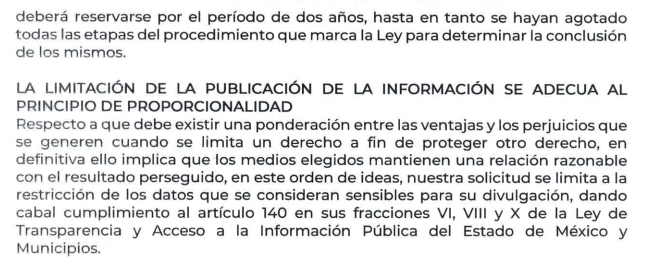 deberá reservarse por el período de dos años, hasta en tanto se hayan agotado
todas las etapas del procedimiento que marca la Ley para determinar la conclusión
de los mismos.
LA LIMITACIÓN DE LA PUBLICACIÓN DE LA INFORMACIÓN SE ADECUA AL
PRINCIPIO DE PROPORCIONALIDAD
Respecto a que debe existir una ponderación entre las ventajas y los perjuicios que
se generen cuando se limita un derecho a fin de proteger otro derecho, en
definitiva ello implica que los medios elegidos mantienen una relación razonable
con el resultado perseguido, en este orden de ideas, nuestra solicitud se limita a la
restricción de los datos que se consideran sensibles para su divulgación, dando
cabal cumplimiento al artículo 140 en sus fracciones VI, VIII y X de la Ley de
Transparencia y Acceso a la Información Pública del Estado de México y
Municipios.